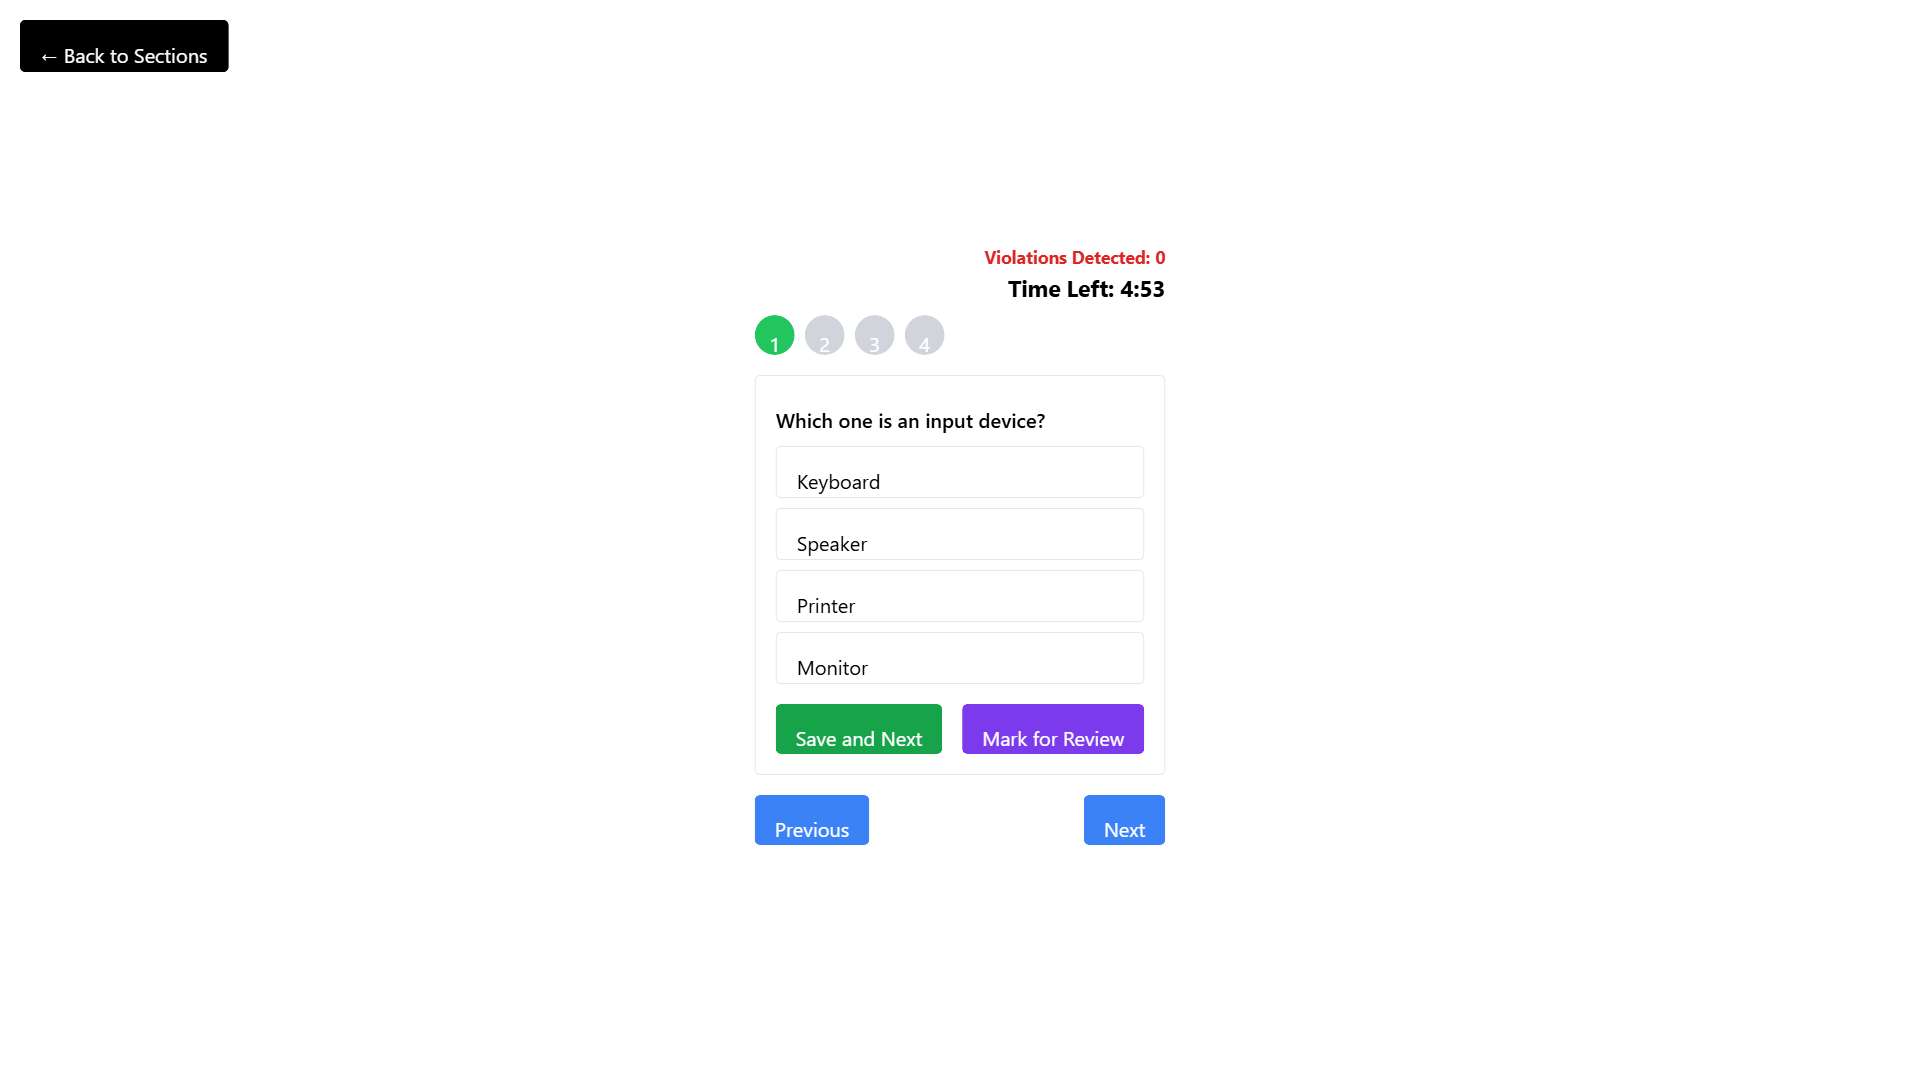 ← Back to Sections
Violations Detected: 0
Time Left: 4:53
1 2 3 4
Which one is an input device?
Keyboard
Speaker
Printer
Monitor
Save and Next Mark for Review
Previous Next